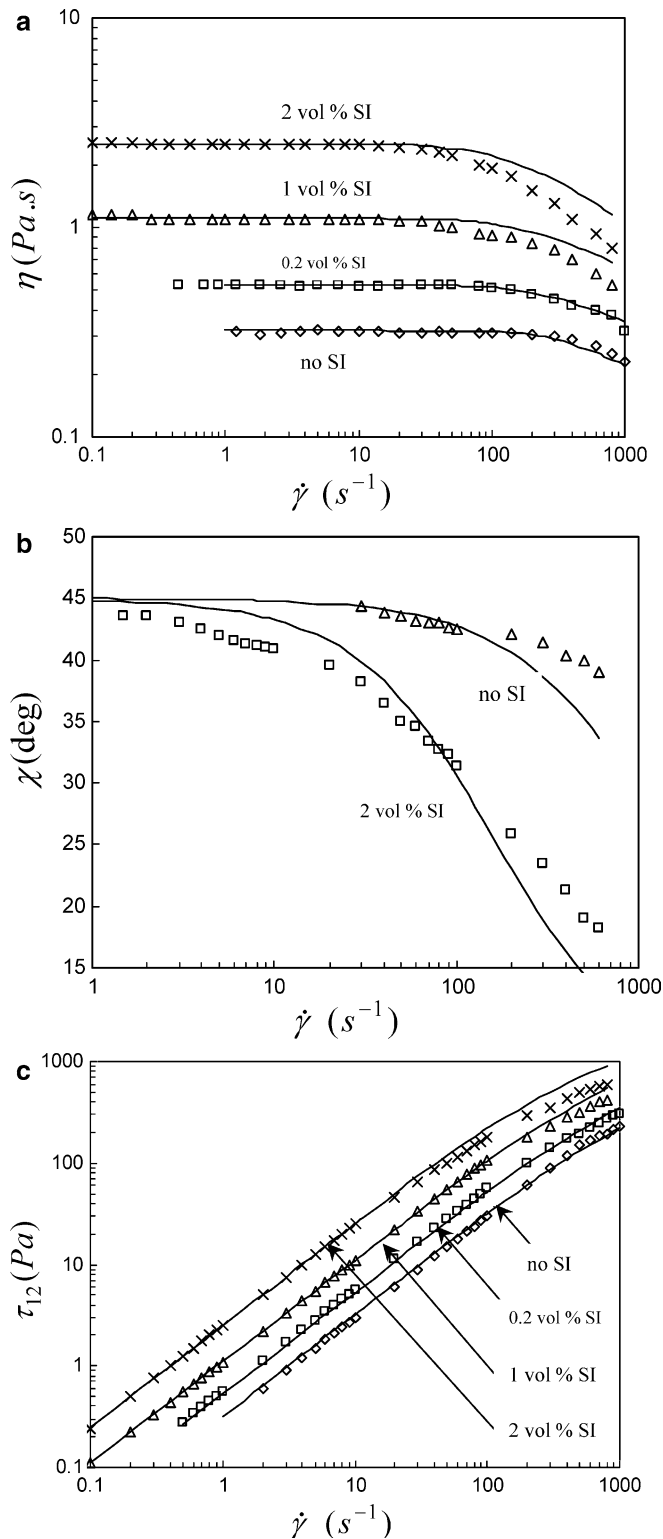 a
10
2 vol % SI
1 vol % SI
η(Pa.s)
1
0.2 vol % SI
no SI
0.1
0.1 1 10 100 1000
γ̇ (s⁻¹)
b
50
45
40
no SI
35
χ(deg)
30
2 vol % SI
25
20
15
1 10 100 1000
γ̇ (s⁻¹)
c
1000
100
τ₁₂(Pa)
10
no SI
0.2 vol % SI
1
1 vol % SI
2 vol % SI
0.1
0.1 1 10 100 1000
γ̇ (s⁻¹)